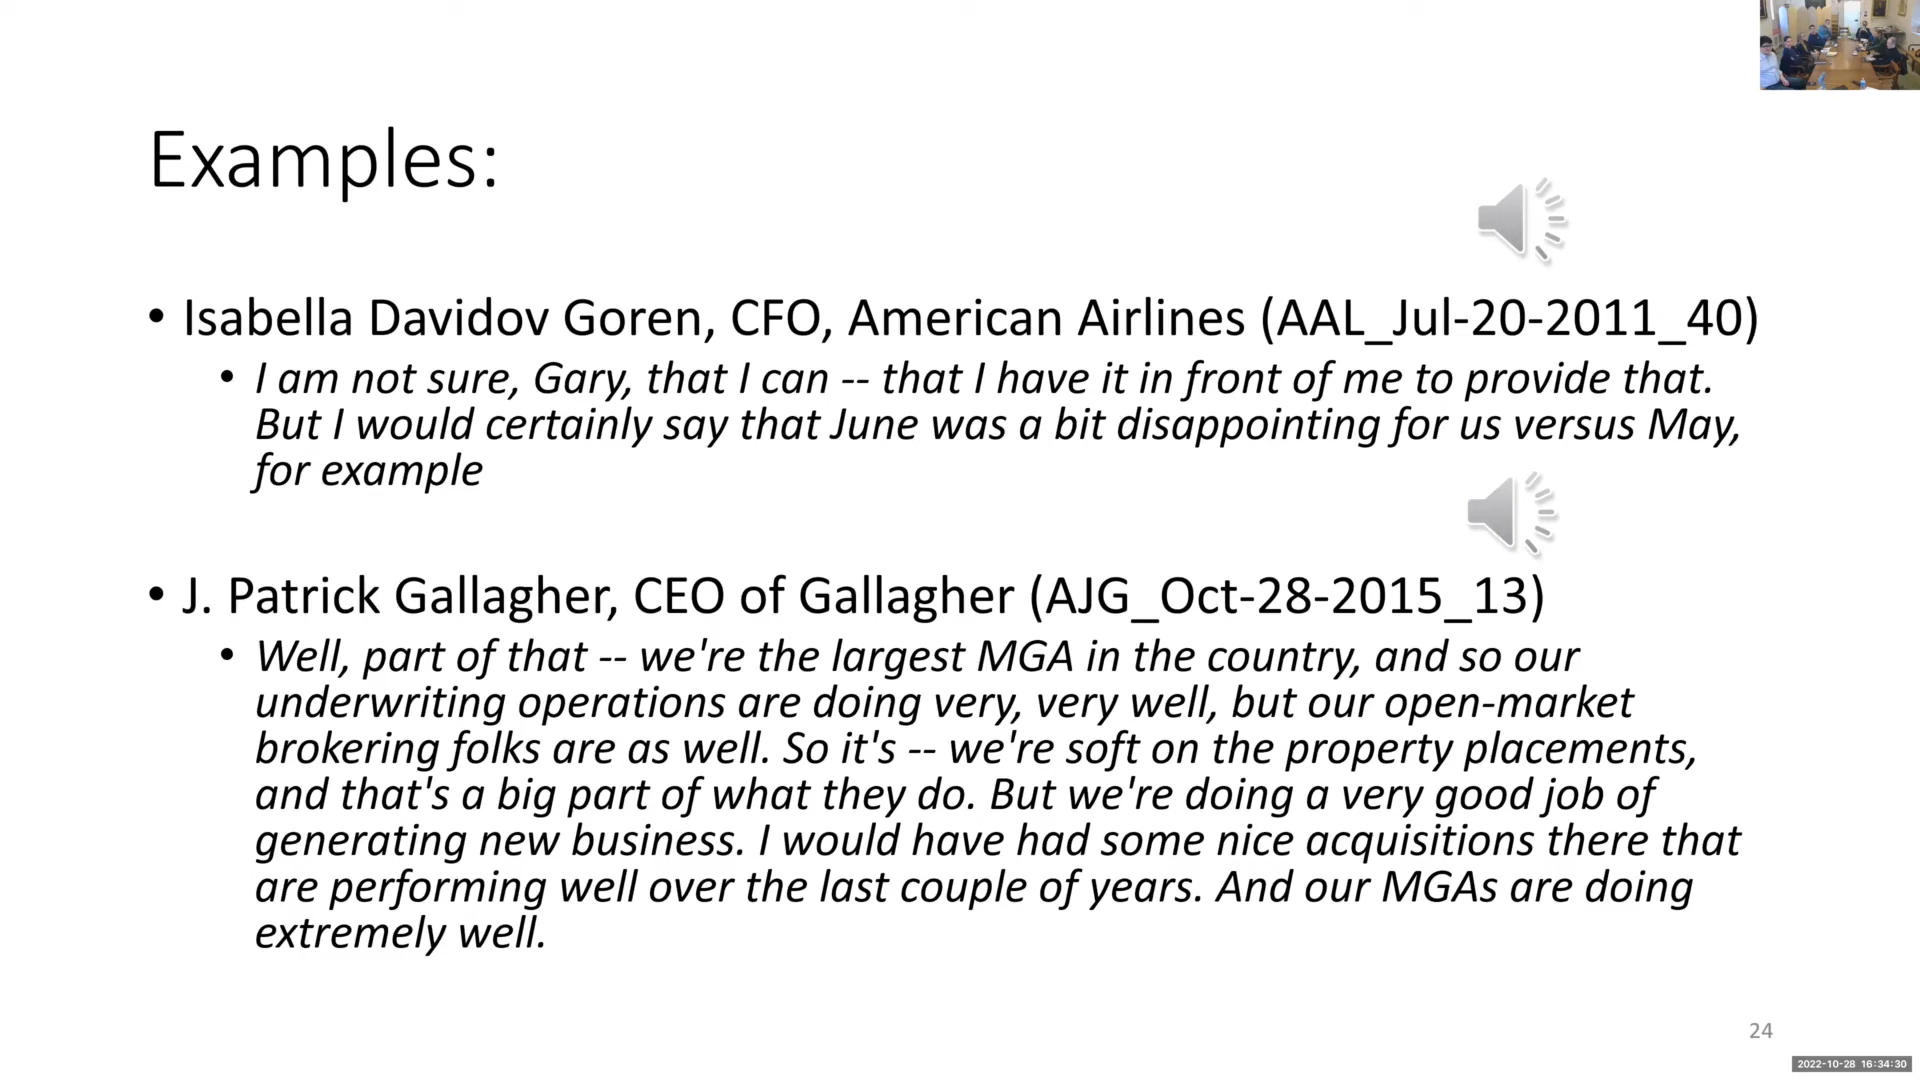 Examples:
• Isabella Davidov Goren, CFO, American Airlines (AAL_Jul-20-2011_40)
• I am not sure, Gary, that I can -- that I have it in front of me to provide that.
But I would certainly say that June was a bit disappointing for us versus May,
for example
• J. Patrick Gallagher, CEO of Gallagher (AJG_Oct-28-2015_13)
• Well, part of that -- we're the largest MGA in the country, and so our
underwriting operations are doing very, very well, but our open-market
brokering folks are as well. So it's -- we're soft on the property placements,
and that's a big part of what they do. But we're doing a very good job of
generating new business. I would have had some nice acquisitions there that
are performing well over the last couple of years. And our MGAs are doing
extremely well.
24
2022-10-28 16:34:30